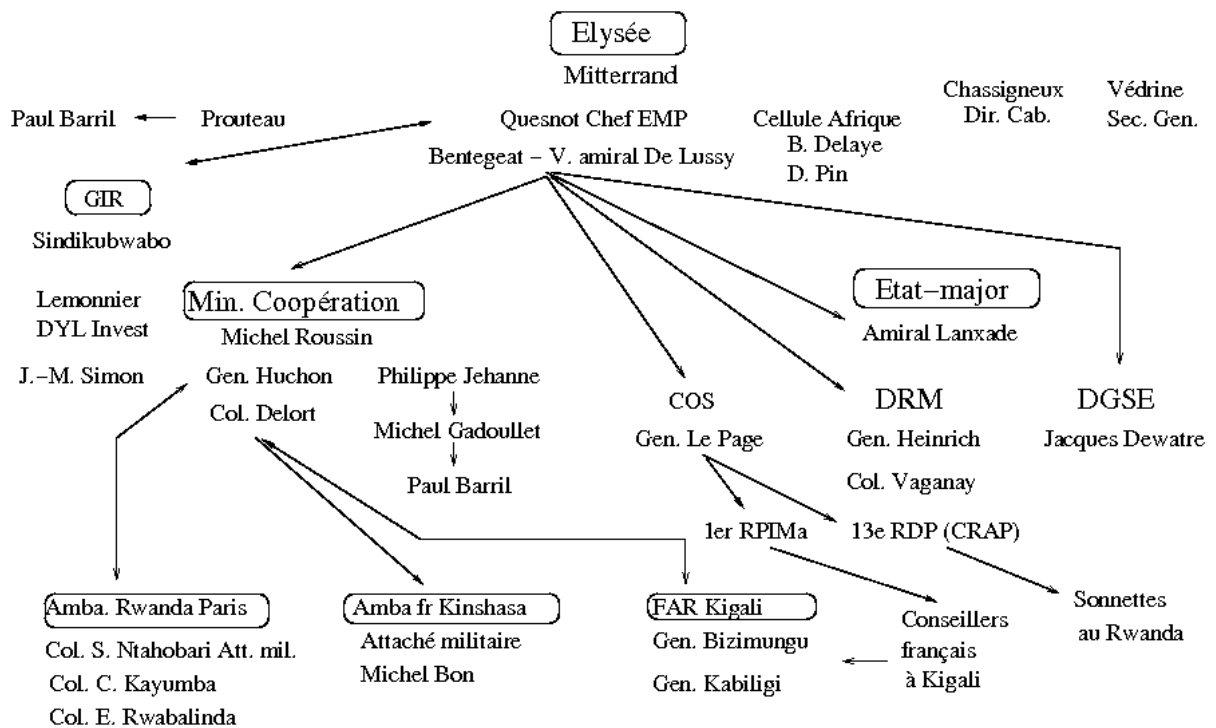 Elysée
Mitterrand
Chassigneux
Dir. Cab.
Védrine
Sec. Gen.
Paul Barril
Prouteau
Quesnot Chef EMP
Cellule Afrique
B. Delaye
D. Pin
Bentegeat – V. amiral De Lussy
GIR
Sindikubwabo
Lemonnier
DYL Invest
Min. Coopération
Michel Roussin
Etat–major
Amiral Lanxade
J.–M. Simon
Gen. Huchon
Col. Delort
Philippe Jehanne
Michel Gadoullet
Paul Barril
COS
Gen. Le Page
DRM
Gen. Heinrich
Col. Vaganay
DGSE
Jacques Dewatre
1er RPIMa
13e RDP (CRAP)
Amba. Rwanda Paris
Col. S. Ntahobari Att. mil.
Col. C. Kayumba
Col. E. Rwabalinda
Amba fr Kinshasa
Attaché militaire
Michel Bon
FAR Kigali
Gen. Bizimungu
Gen. Kabiligi
Conseillers
français
à Kigali
Sonnettes
au Rwanda